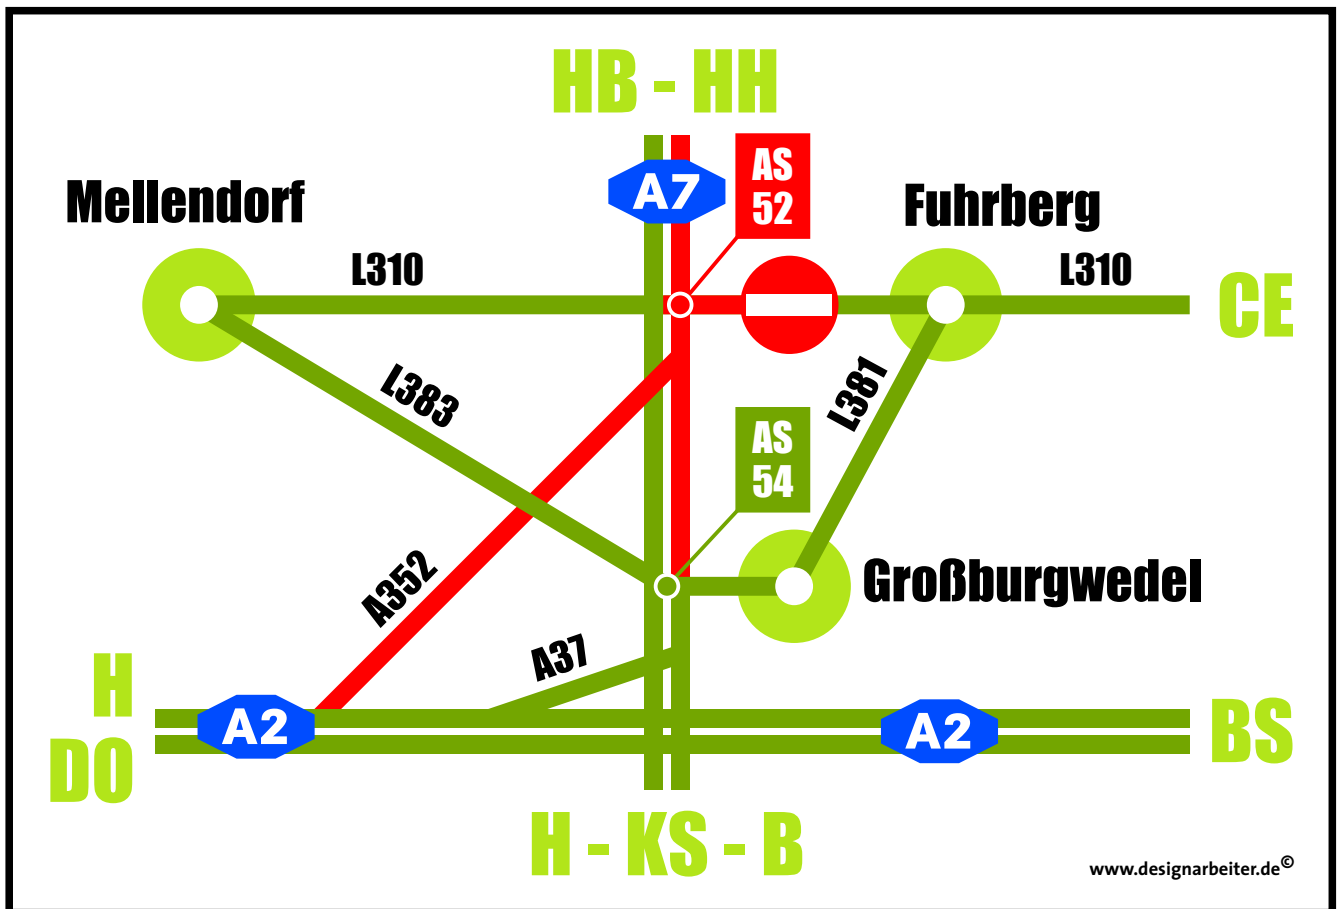 HB - HH
A7
AS
52
Mellendorf
Fuhrberg
L310
L310
CE
L383
L381
AS
54
A352
Großburgwedel
A37
H
DO
A2
A2
BS
H - KS - B
www.designarbeiter.de©